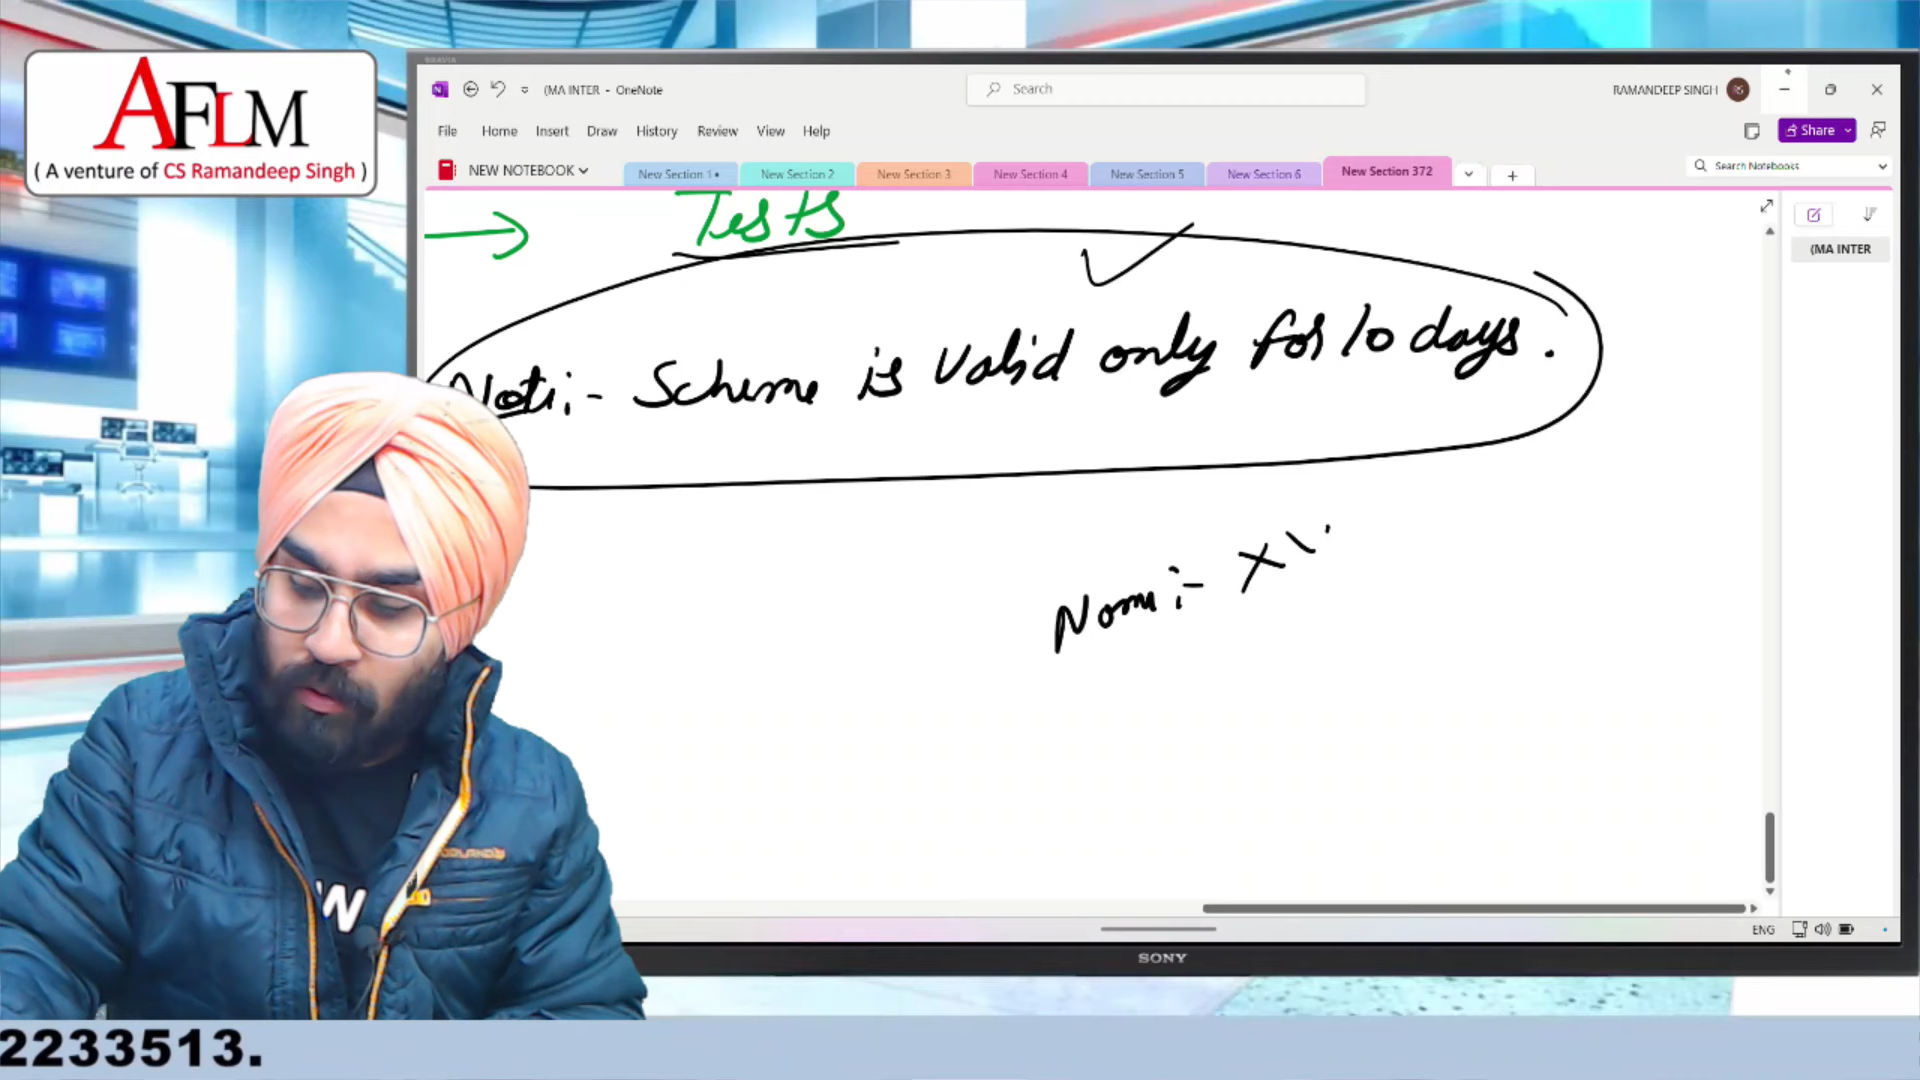 AFLM
( A venture of CS Ramandeep Singh )
(MA INTER - OneNote
Search
RAMANDEEP SINGH
RS
File Home Insert Draw History Review View Help
Share
NEW NOTEBOOK
New Section 1
New Section 2
New Section 3
New Section 4
New Section 5
New Section 6
New Section 372
Search Notebooks
(MA INTER
Tests
Note:- Scheme is valid only for 10 days.
Name:- X
W
ENG
SONY
2233513.